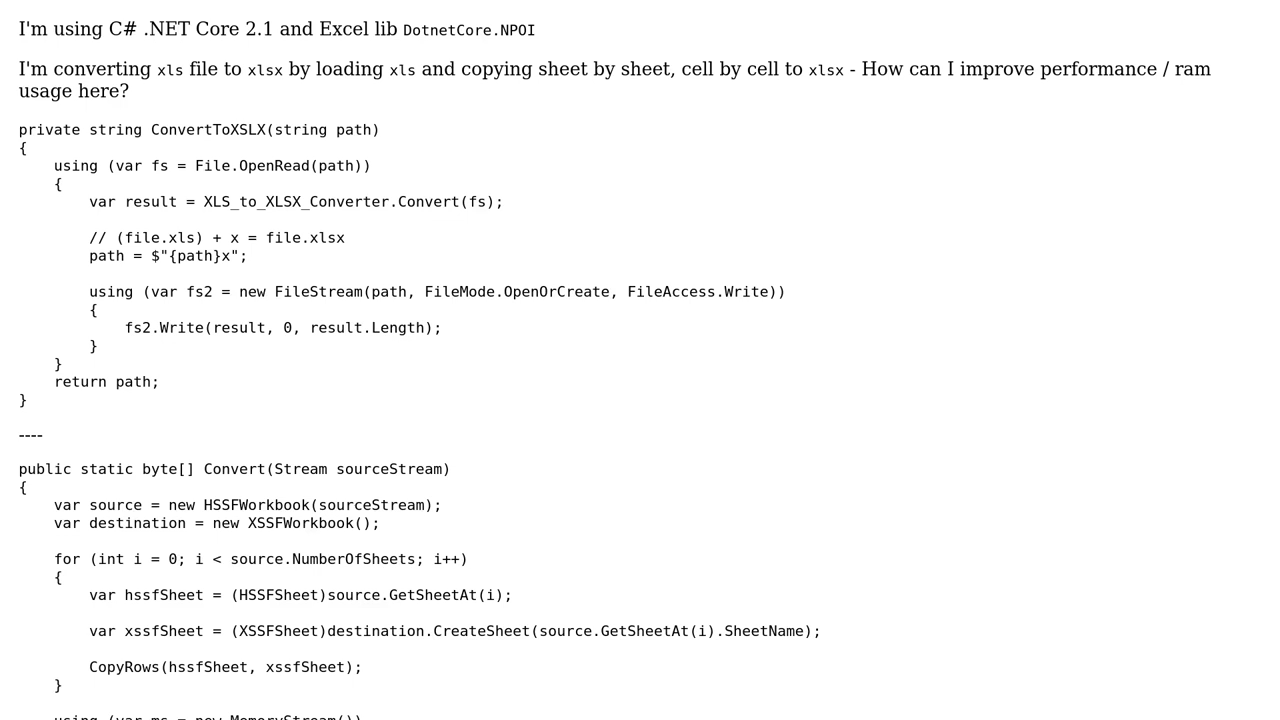 I'm using C# .NET Core 2.1 and Excel lib DotnetCore.NPOI
I'm converting xls file to xlsx by loading xls and copying sheet by sheet, cell by cell to xlsx - How can I improve performance / ram
usage here?
private string ConvertToXSLX(string path)
{
    using (var fs = File.OpenRead(path))
    {
        var result = XLS_to_XLSX_Converter.Convert(fs);
        // (file.xls) + x = file.xlsx
        path = $"{path}x";
        using (var fs2 = new FileStream(path, FileMode.OpenOrCreate, FileAccess.Write))
        {
            fs2.Write(result, 0, result.Length);
        }
    }
    return path;
}
----
public static byte[] Convert(Stream sourceStream)
{
    var source = new HSSFWorkbook(sourceStream);
    var destination = new XSSFWorkbook();
    for (int i = 0; i < source.NumberOfSheets; i++)
    {
        var hssfSheet = (HSSFSheet)source.GetSheetAt(i);
        var xssfSheet = (XSSFSheet)destination.CreateSheet(source.GetSheetAt(i).SheetName);
        CopyRows(hssfSheet, xssfSheet);
    }
    using (var ms = new MemoryStream())